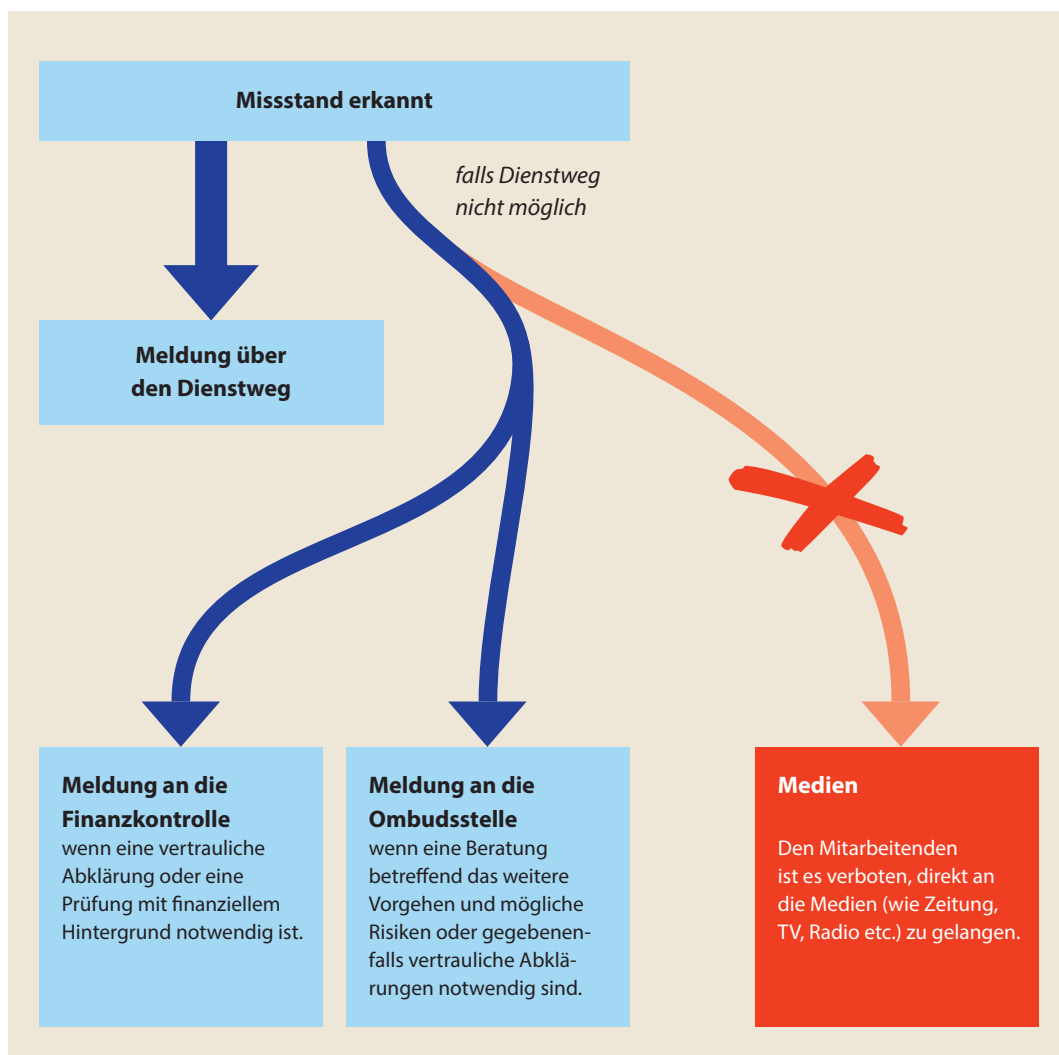 Missstand erkannt
falls Dienstweg
nicht möglich
Meldung über
den Dienstweg
Meldung an die
Finanzkontrolle
wenn eine vertrauliche
Abklärung oder eine
Prüfung mit finanziellem
Hintergrund notwendig ist.
Meldung an die
Ombudsstelle
wenn eine Beratung
betreffend das weitere
Vorgehen und mögliche
Risiken oder gegebenen-
falls vertrauliche Abklä-
rungen notwendig sind.
Medien
Den Mitarbeitenden
ist es verboten, direkt an
die Medien (wie Zeitung,
TV, Radio etc.) zu gelangen.